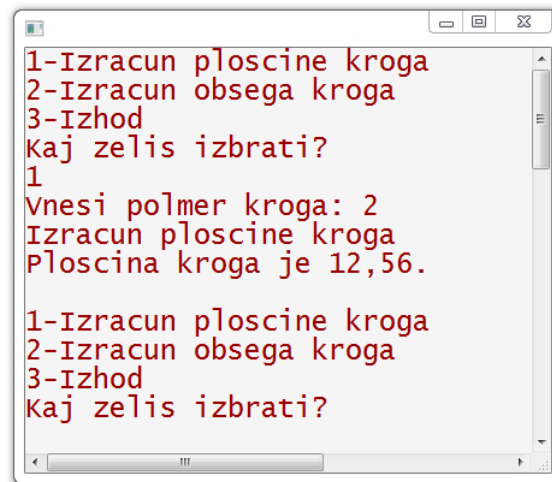 1-Izracun ploscine kroga
2-Izracun obsega kroga
3-Izhod
Kaj zelis izbrati?
1
Vnesi polmer kroga: 2
Izracun ploscine kroga
Ploscina kroga je 12,56.
1-Izracun ploscine kroga
2-Izracun obsega kroga
3-Izhod
Kaj zelis izbrati?